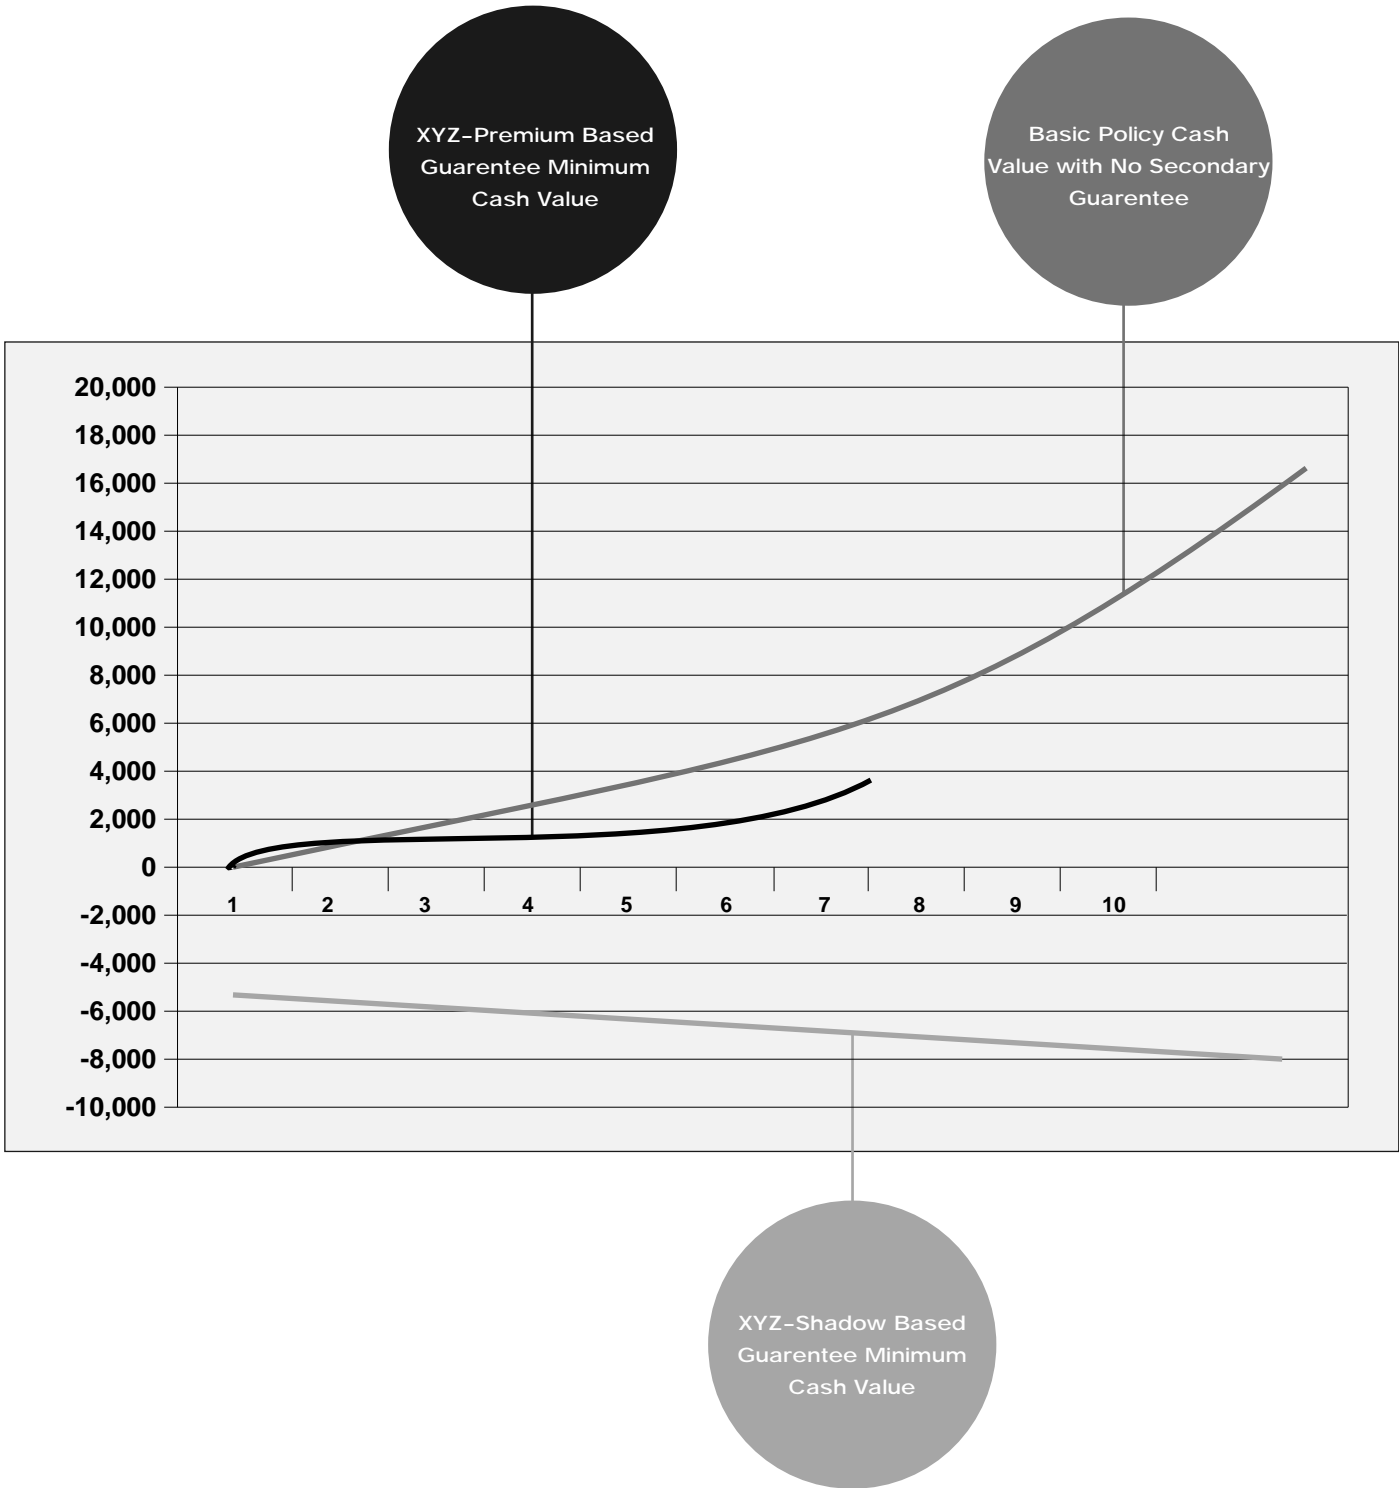 XYZ-Premium Based
Guarentee Minimum
Cash Value
Basic Policy Cash
Value with No Secondary
Guarentee
20,000
18,000
16,000
14,000
12,000
10,000
8,000
6,000
4,000
2,000
0
1 2 3 4 5 6 7 8 9 10
-2,000
-4,000
-6,000
-8,000
-10,000
XYZ-Shadow Based
Guarentee Minimum
Cash Value